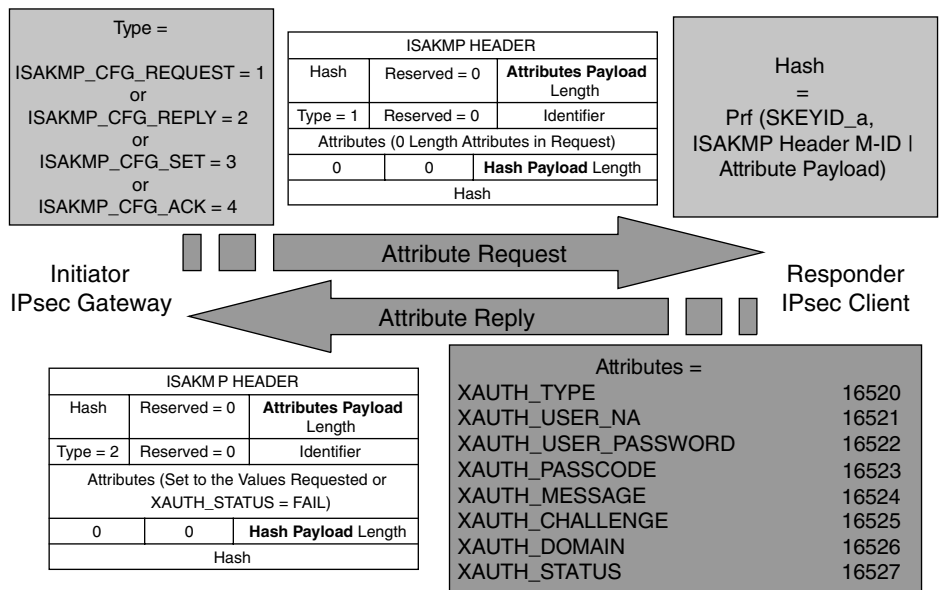 Type =
ISAKMP_CFG_REQUEST = 1
or
ISAKMP_CFG_REPLY = 2
or
ISAKMP_CFG_SET = 3
or
ISAKMP_CFG_ACK = 4
ISAKMP HEADER
Hash Reserved = 0 Attributes Payload
Length
Type = 1 Reserved = 0 Identifier
Attributes (0 Length Attributes in Request)
0 0 Hash Payload Length
Hash
Hash
=
Prf (SKEYID_a,
ISAKMP Header M-ID |
Attribute Payload)
Attribute Request
Initiator
IPsec Gateway
Responder
IPsec Client
Attribute Reply
ISAKM P HEADER
Hash Reserved = 0 Attributes Payload
Length
Type = 2 Reserved = 0 Identifier
Attributes (Set to the Values Requested or
XAUTH_STATUS = FAIL)
0 0 Hash Payload Length
Hash
Attributes =
XAUTH_TYPE 16520
XAUTH_USER_NA 16521
XAUTH_USER_PASSWORD 16522
XAUTH_PASSCODE 16523
XAUTH_MESSAGE 16524
XAUTH_CHALLENGE 16525
XAUTH_DOMAIN 16526
XAUTH_STATUS 16527